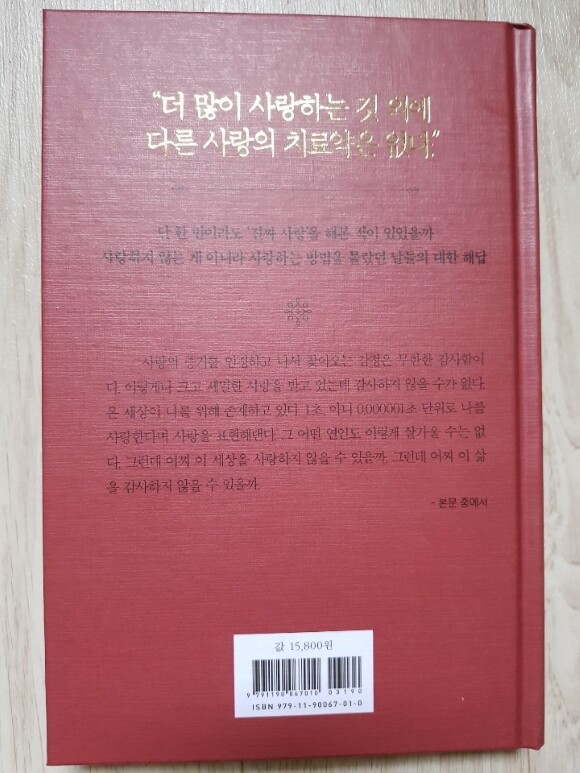 “더 많이 사랑하는 것 외에
다른 사랑의 치료약은 없다.”
단 한 번이라도 ‘진짜 사랑’을 해본 적이 있었을까
사랑하지 않는 게 아니라 사랑하는 방법을 몰랐던 날들의 대한 해답
사랑의 증거를 인정하고 나서 찾아오는 감정은 무한한 감사함이
다. 이렇게나 크고 세밀한 사랑을 받고 있는데 감사하지 않을 수가 없다.
온 세상이 나를 위해 존재하고 있다. 1초, 아니 0.000001초 단위로 나를
사랑한다며 사랑을 표현해댄다. 그 어떤 연인도 이렇게 살가울 수는 없
다. 그런데 어찌 이 세상을 사랑하지 않을 수 있을까. 그런데 어찌 이 삶
을 감사하지 않을 수 있을까.
- 본문 중에서
값 15,800원
03190
9 791190 067010
ISBN 979-11-90067-01-0